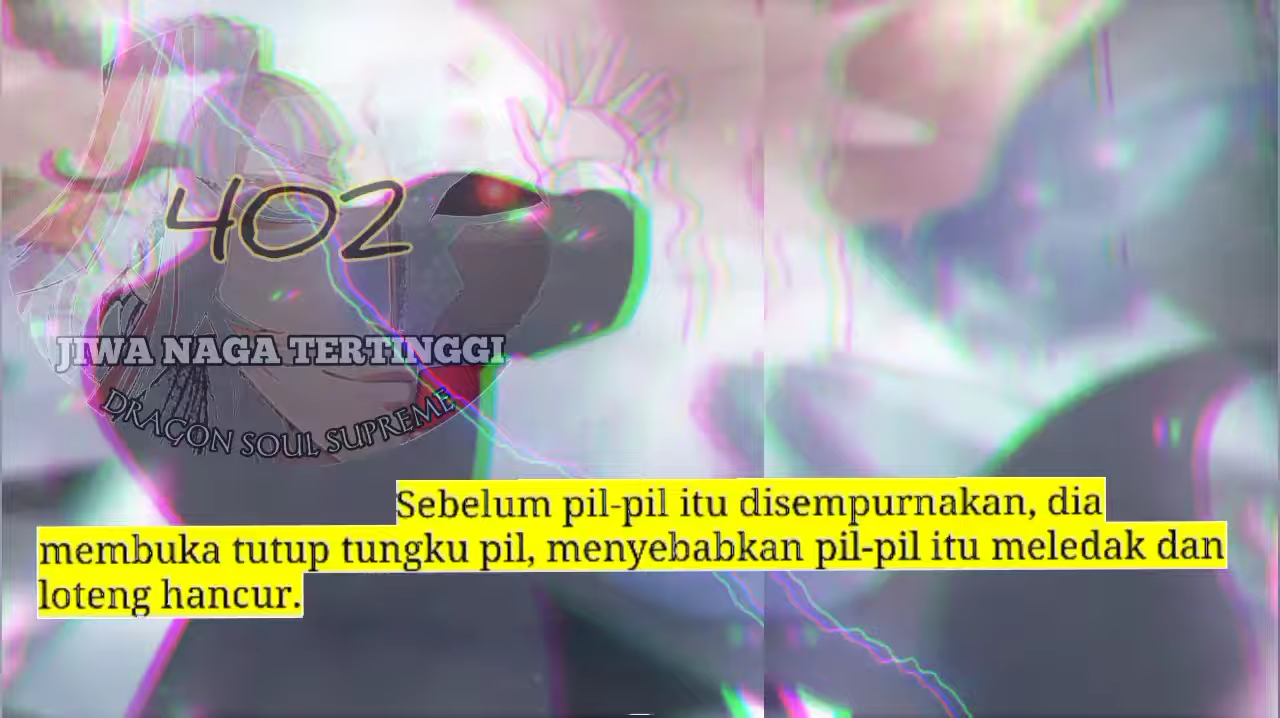 402
JIWA NAGA TERTINGGI
DRAGON SOUL SUPREME
Sebelum pil-pil itu disempurnakan, dia
membuka tutup tungku pil, menyebabkan pil-pil itu meledak dan
loteng hancur.